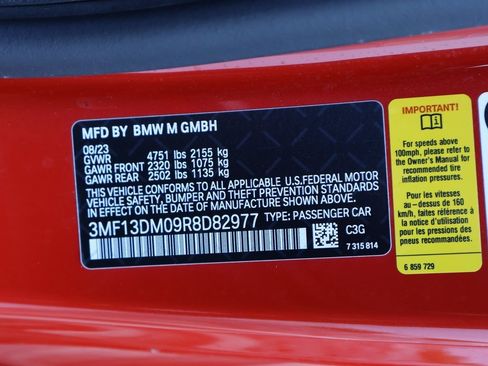 MFD BY BMW M GMBH
08/23
GVWR 4751 lbs 2155 kg
GAWR FRONT 2320 lbs 1075 kg
GAWR REAR 2502 lbs 1135 kg
THIS VEHICLE CONFORMS TO ALL APPLICABLE U.S.FEDERAL MOTOR
VEHICLE SAFETY, BUMPER, AND THEFT PREVENTION STANDARDS
IN EFFECT ON THE DATE OF MANUFACTURE SHOWN ABOVE.
3MF13DM09R8D82977 TYPE: PASSENGER CAR
C3G
7 315 814
IMPORTANT!
For speeds above
100mph, please refer to
the Owner's Manual for
recommended tire
inflation pressures.
Pour les vitesses
au-dessus de 160
km/h, faites référence à
la notice d'utilisation
pour connaître les
pressions de gonflage
des pneus recommandées.
6 859 729